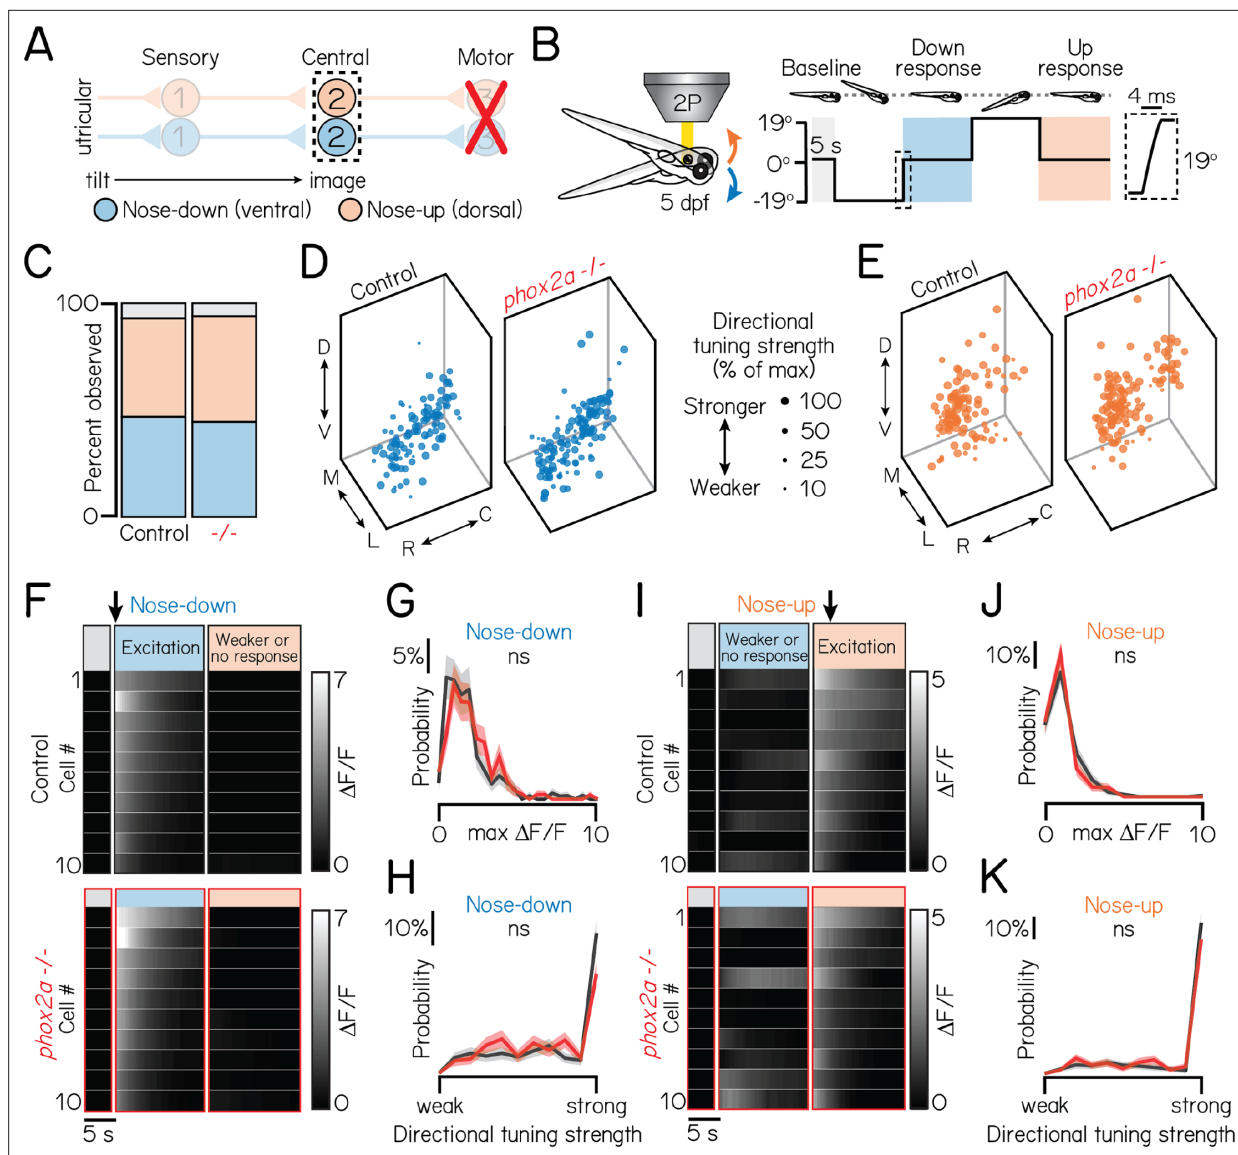 A
Sensory
Central
Motor
utricular
1
2
3
1
2
3
tilt
image
Nose-down (ventral)
Nose-up (dorsal)
B
2P
5 dpf
Baseline
Down
response
Up
response
19°
0°
-19°
5 s
4 ms
19°
C
Percent observed
100
0
Control
-/-
D
Control
phox2a -/-
D
V
M
L
R
C
Directional
tuning strength
(% of max)
Stronger
Weaker
100
50
25
10
E
Control
phox2a -/-
D
V
M
L
R
C
F
Nose-down
Excitation
Weaker or
no response
Control
Cell #
1
10
7
ΔF/F
0
phox2a -/-
Cell #
1
10
7
ΔF/F
0
5 s
G
Nose-down
ns
5%
Probability
0
max ΔF/F
10
H
Nose-down
ns
10%
Probability
weak
strong
Directional tuning strength
I
Nose-up
Weaker or
no response
Excitation
Control
Cell #
1
10
5
ΔF/F
0
phox2a -/-
Cell #
1
10
5
ΔF/F
0
5 s
J
Nose-up
ns
10%
Probability
0
max ΔF/F
10
K
Nose-up
ns
10%
Probability
weak
strong
Directional tuning strength